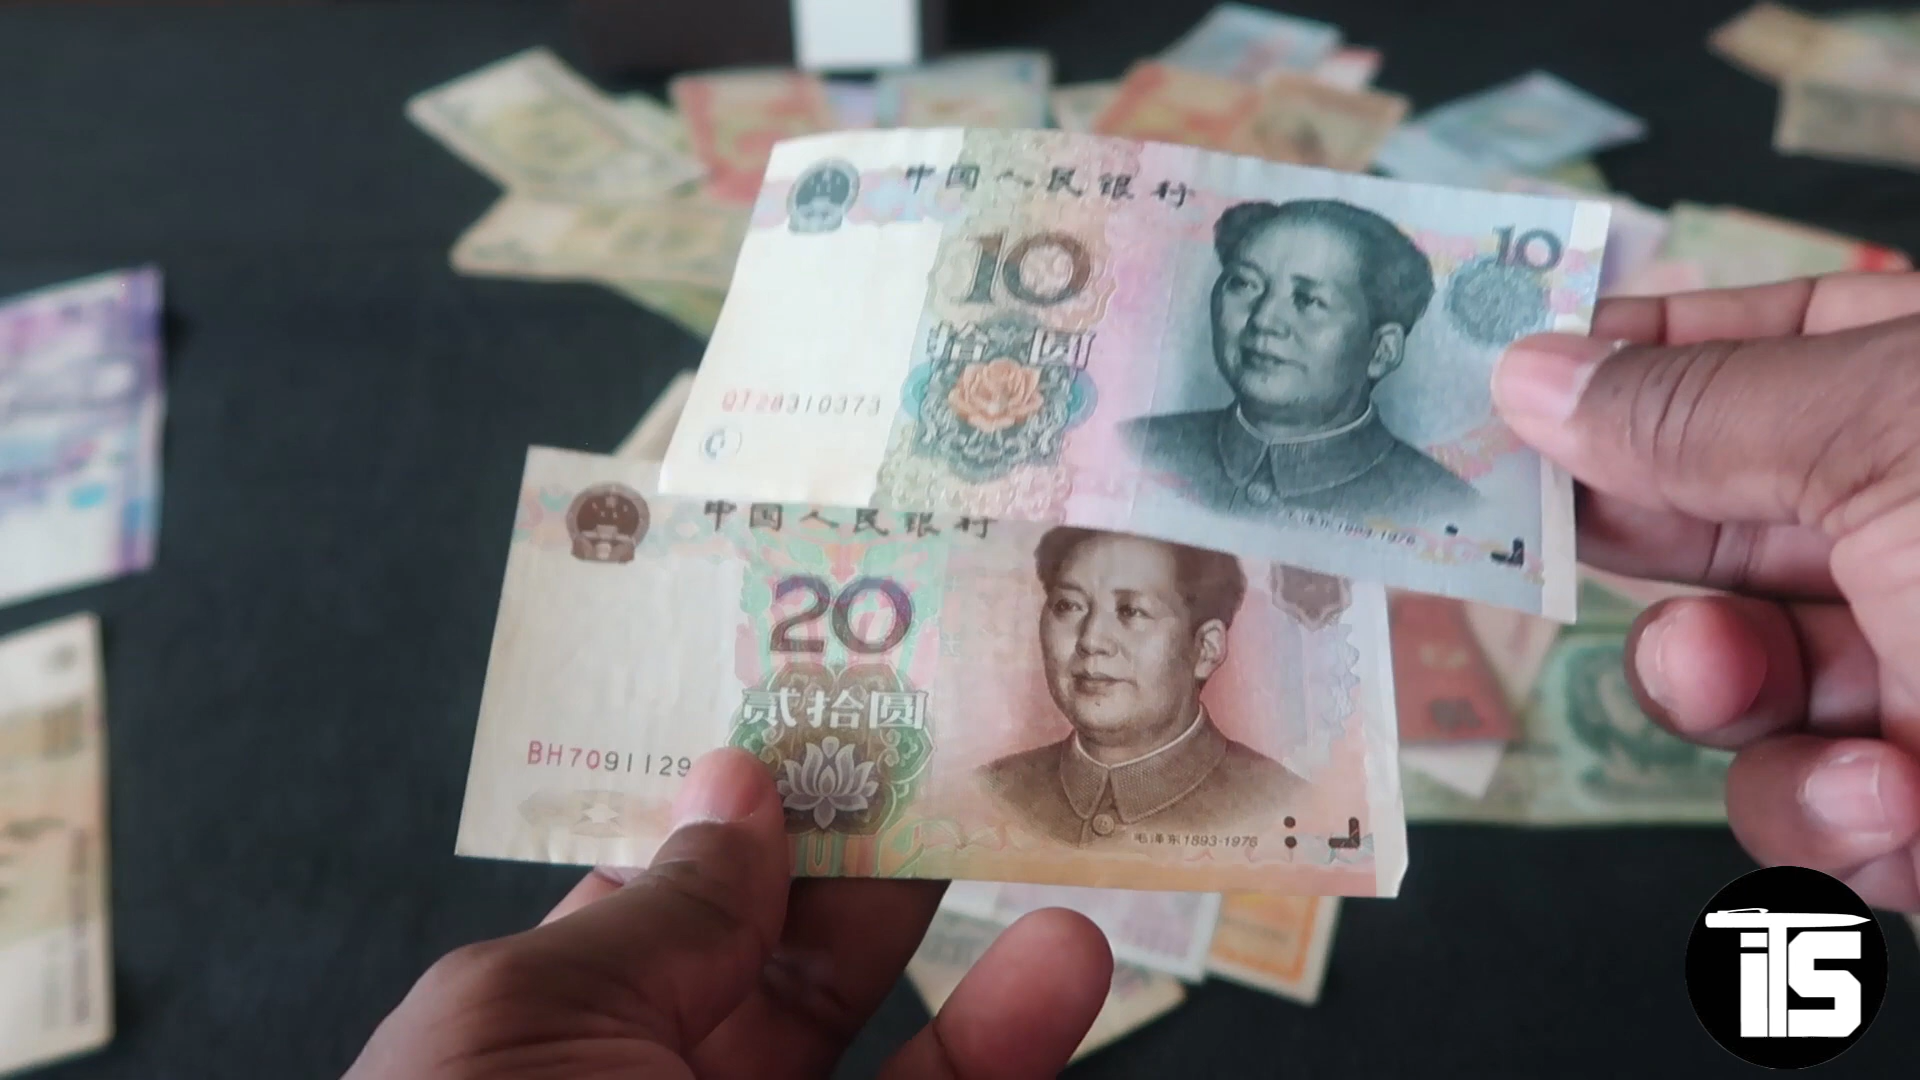 中国人民银行
10
10
拾圆
QT28310373
毛泽东1893-1976
中国人民银行
20
贰拾圆
BH7091129
毛泽东1893-1976
iTS